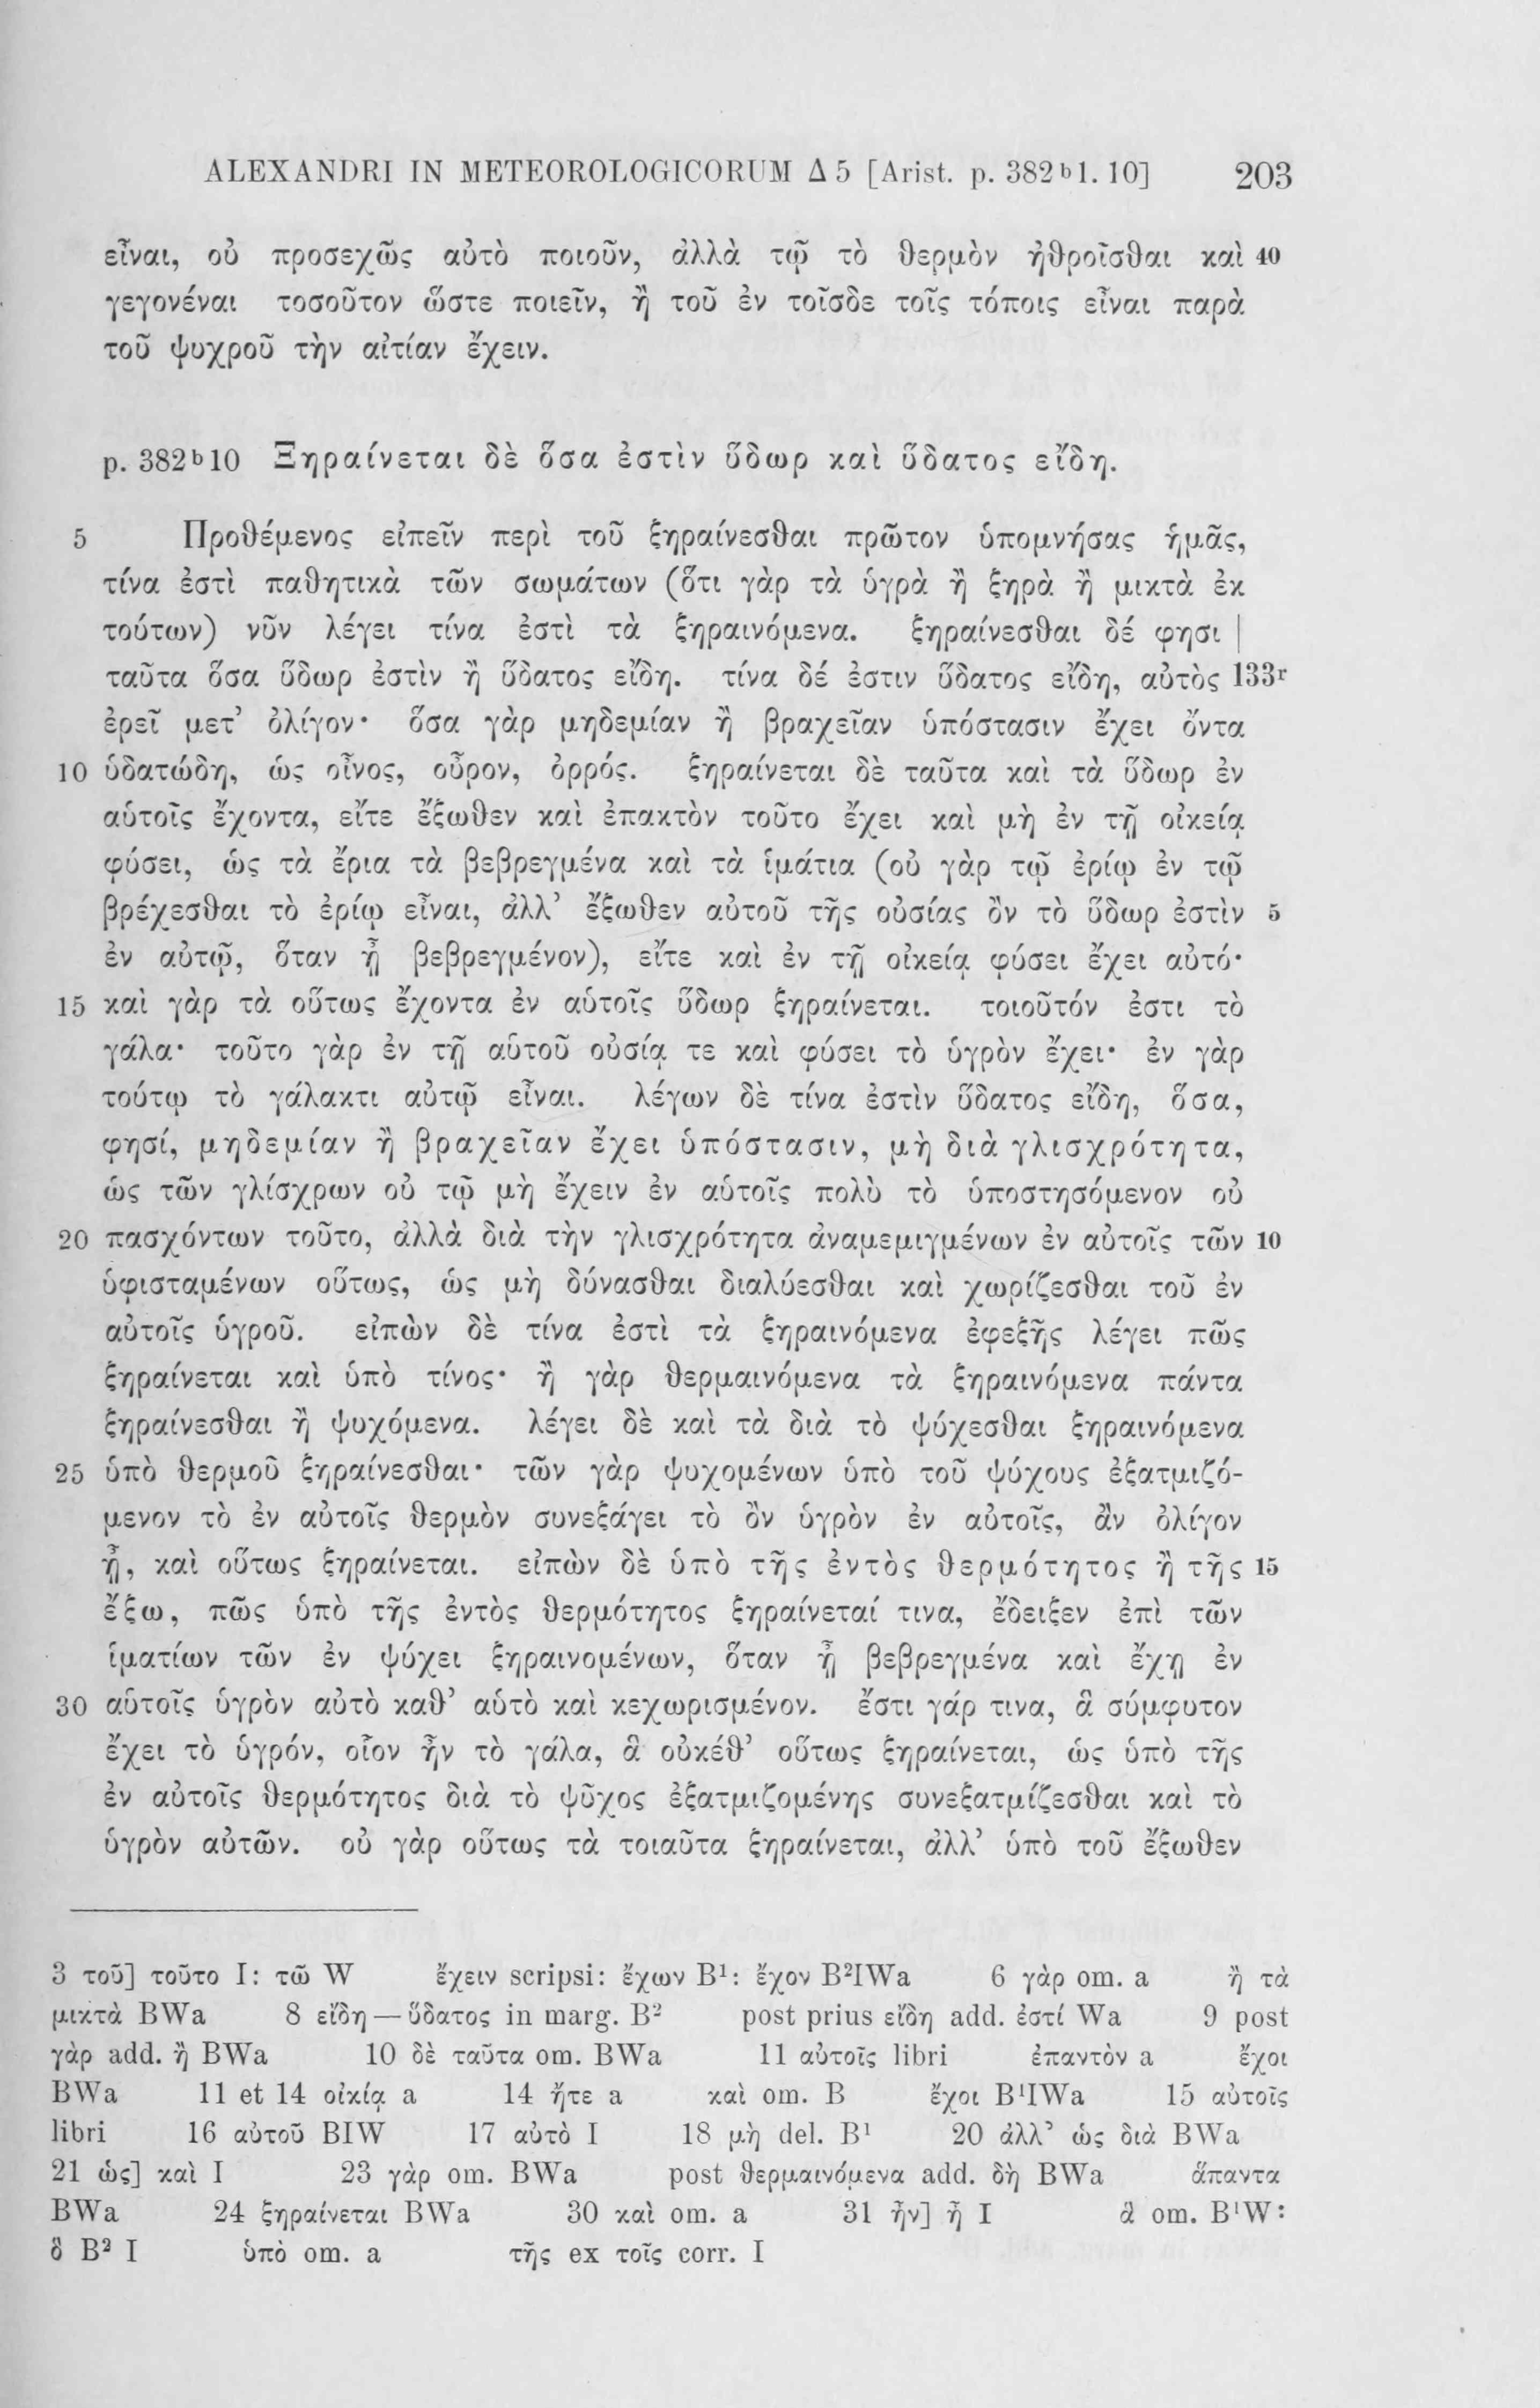 ALEXANDRI IN METEOROLOGICORUM Δ 5 [Arist. p. 382ᵇ1. 10] 203
εἶναι, οὐ προσεχῶς αὐτὸ ποιοῦν, ἀλλὰ τῷ τὸ θερμὸν ἠθροῖσθαι καὶ 40
γεγονέναι τοσοῦτον ὥστε ποιεῖν, ἢ τοῦ ἐν τοῖσδε τοῖς τόποις εἶναι παρὰ
τοῦ ψυχροῦ τὴν αἰτίαν ἔχειν.
p. 382ᵇ10 Ξηραίνεται δὲ ὅσα ἐστὶν ὕδωρ καὶ ὕδατος εἴδη.
5 Προθέμενος εἰπεῖν περὶ τοῦ ξηραίνεσθαι πρῶτον ὑπομνήσας ἡμᾶς,
τίνα ἐστὶ παθητικὰ τῶν σωμάτων (ὅτι γὰρ τὰ ὑγρὰ ἢ ξηρὰ ἢ μικτὰ ἐκ
τούτων) νῦν λέγει τίνα ἐστὶ τὰ ξηραινόμενα. ξηραίνεσθαι δέ φησι |
ταῦτα ὅσα ὕδωρ ἐστὶν ἢ ὕδατος εἴδη. τίνα δέ ἐστιν ὕδατος εἴδη, αὐτὸς 133ʳ
ἐρεῖ μετ’ ὀλίγον· ὅσα γὰρ μηδεμίαν ἢ βραχεῖαν ὑπόστασιν ἔχει ὄντα
10 ὑδατώδη, ὡς οἶνος, οὖρον, ὀρρός. ξηραίνεται δὲ ταῦτα καὶ τὰ ὕδωρ ἐν
αὑτοῖς ἔχοντα, εἴτε ἔξωθεν καὶ ἐπακτὸν τοῦτο ἔχει καὶ μὴ ἐν τῇ οἰκείᾳ
φύσει, ὡς τὰ ἔρια τὰ βεβρεγμένα καὶ τὰ ἱμάτια (οὐ γὰρ τῷ ἐρίῳ ἐν τῷ
βρέχεσθαι τὸ ἐρίῳ εἶναι, ἀλλ’ ἔξωθεν αὐτοῦ τῆς οὐσίας ὂν τὸ ὕδωρ ἐστὶν 5
ἐν αὐτῷ, ὅταν ᾖ βεβρεγμένον), εἴτε καὶ ἐν τῇ οἰκείᾳ φύσει ἔχει αὐτό·
15 καὶ γὰρ τὰ οὕτως ἔχοντα ἐν αὑτοῖς ὕδωρ ξηραίνεται. τοιοῦτόν ἐστι τὸ
γάλα· τοῦτο γὰρ ἐν τῇ αὑτοῦ οὐσίᾳ τε καὶ φύσει τὸ ὑγρὸν ἔχει· ἐν γὰρ
τούτῳ τὸ γάλακτι αὐτῷ εἶναι. λέγων δὲ τίνα ἐστὶν ὕδατος εἴδη, ὅσα,
φησί, μηδεμίαν ἢ βραχεῖαν ἔχει ὑπόστασιν, μὴ διὰ γλισχρότητα,
ὡς τῶν γλίσχρων οὐ τῷ μὴ ἔχειν ἐν αὑτοῖς πολὺ τὸ ὑποστησόμενον οὐ
20 πασχόντων τοῦτο, ἀλλὰ διὰ τὴν γλισχρότητα ἀναμεμιγμένων ἐν αὐτοῖς τῶν 10
ὑφισταμένων οὕτως, ὡς μὴ δύνασθαι διαλύεσθαι καὶ χωρίζεσθαι τοῦ ἐν
αὐτοῖς ὑγροῦ. εἰπὼν δὲ τίνα ἐστὶ τὰ ξηραινόμενα ἐφεξῆς λέγει πῶς
ξηραίνεται καὶ ὑπὸ τίνος· ἢ γὰρ θερμαινόμενα τὰ ξηραινόμενα πάντα
ξηραίνεσθαι ἢ ψυχόμενα. λέγει δὲ καὶ τὰ διὰ τὸ ψύχεσθαι ξηραινόμενα
25 ὑπὸ θερμοῦ ξηραίνεσθαι· τῶν γὰρ ψυχομένων ὑπὸ τοῦ ψύχους ἐξατμιζό-
μενον τὸ ἐν αὐτοῖς θερμὸν συνεξάγει τὸ ὂν ὑγρὸν ἐν αὐτοῖς, ἂν ὀλίγον
ᾖ, καὶ οὕτως ξηραίνεται. εἰπὼν δὲ ὑπὸ τῆς ἐντὸς θερμότητος ἢ τῆς 15
ἔξω, πῶς ὑπὸ τῆς ἐντὸς θερμότητος ξηραίνεταί τινα, ἔδειξεν ἐπὶ τῶν
ἱματίων τῶν ἐν ψύχει ξηραινομένων, ὅταν ᾖ βεβρεγμένα καὶ ἔχῃ ἐν
30 αὑτοῖς ὑγρὸν αὐτὸ καθ’ αὑτὸ καὶ κεχωρισμένον. ἔστι γάρ τινα, ἃ σύμφυτον
ἔχει τὸ ὑγρόν, οἷον ἦν τὸ γάλα, ἃ οὐκέθ’ οὕτως ξηραίνεται, ὡς ὑπὸ τῆς
ἐν αὐτοῖς θερμότητος διὰ τὸ ψῦχος ἐξατμιζομένης συνεξατμίζεσθαι καὶ τὸ
ὑγρὸν αὐτῶν. οὐ γὰρ οὕτως τὰ τοιαῦτα ξηραίνεται, ἀλλ’ ὑπὸ τοῦ ἔξωθεν
3 τοῦ] τοῦτο I: τῶ W ἔχειν scripsi: ἔχων B¹: ἔχον B²IWa 6 γὰρ om. a ἢ τὰ
μικτὰ BWa 8 εἴδη — ὕδατος in marg. B² post prius εἴδη add. ἐστί Wa 9 post
γὰρ add. ἢ BWa 10 δὲ ταῦτα om. BWa 11 αὐτοῖς libri ἐπαντὸν a ἔχοι
BWa 11 et 14 οἰκίᾳ a 14 ἤτε a καὶ om. B ἔχοι B¹IWa 15 αὐτοῖς
libri 16 αὐτοῦ BIW 17 αὐτὸ I 18 μὴ del. B¹ 20 ἀλλ’ ὡς διὰ BWa
21 ὡς] καὶ I 23 γὰρ om. BWa post θερμαινόμενα add. δὴ BWa ἅπαντα
BWa 24 ξηραίνεται BWa 30 καὶ om. a 31 ἦν] ἢ I ἃ om. B¹W:
ὃ B² I ὑπὸ om. a τῆς ex τοῖς corr. I